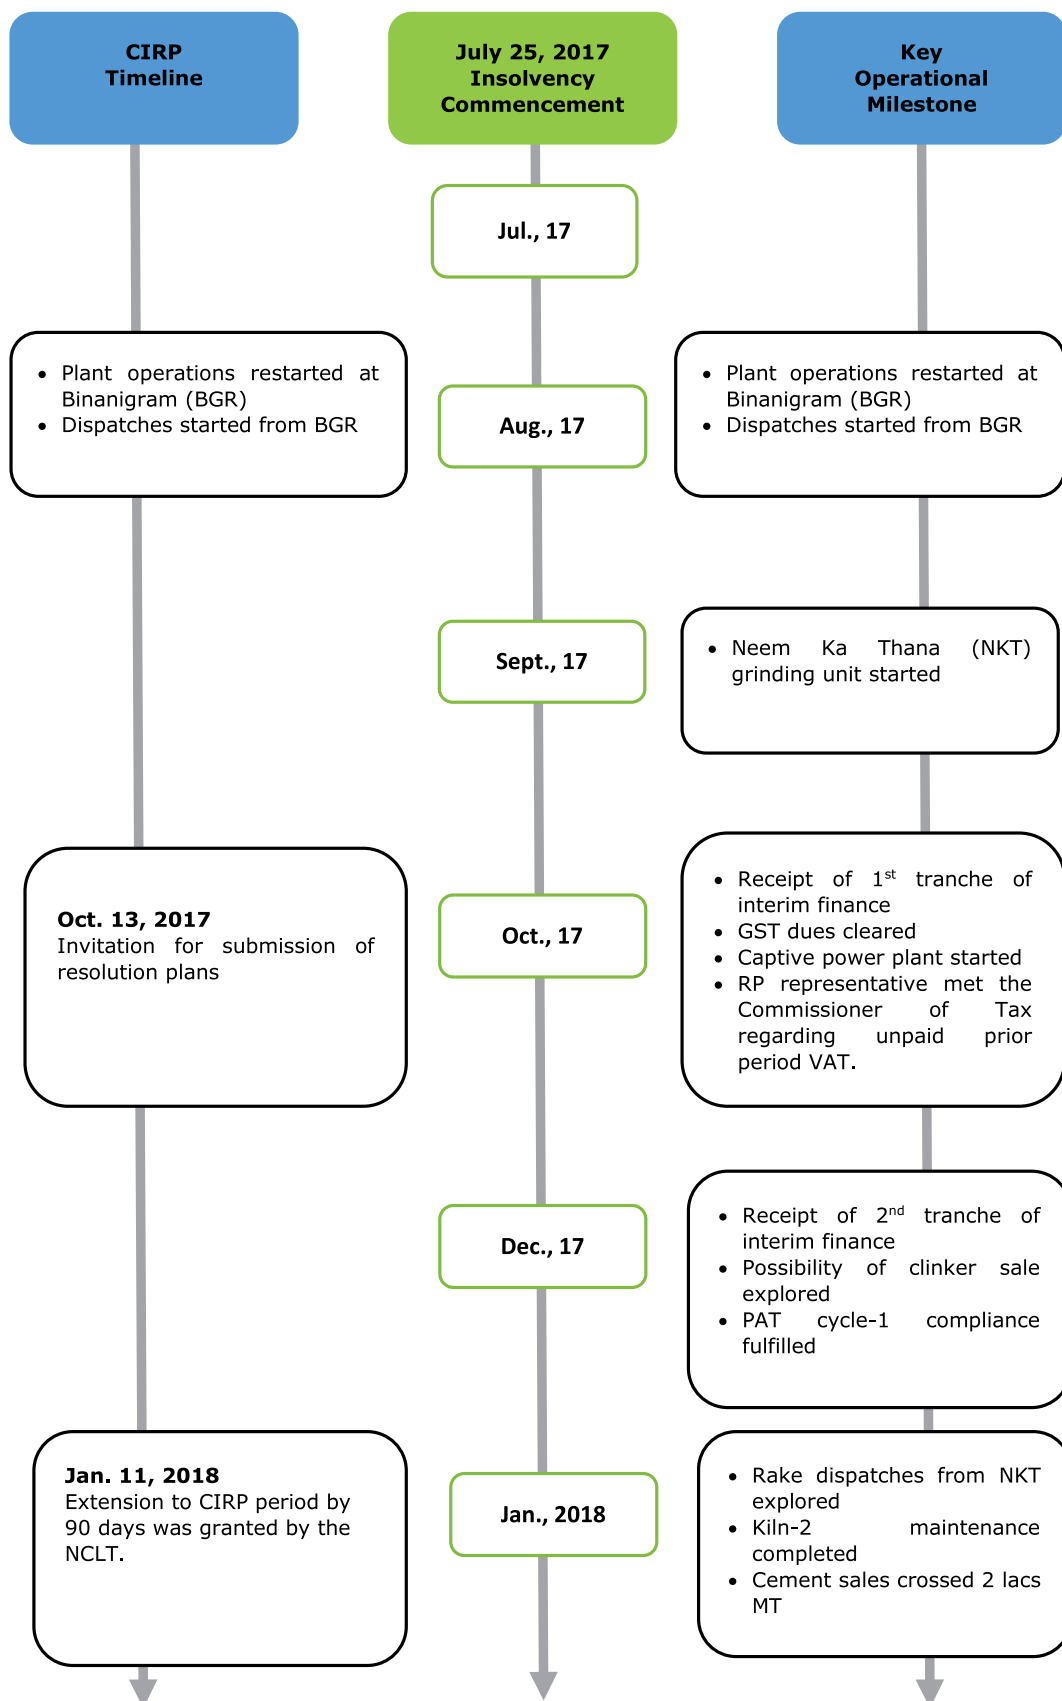 CIRP
Timeline
July 25, 2017
Insolvency
Commencement
Key
Operational
Milestone
Jul., 17
• Plant operations restarted at
Binanigram (BGR)
• Dispatches started from BGR
Aug., 17
• Plant operations restarted at
Binanigram (BGR)
• Dispatches started from BGR
Sept., 17
• Neem Ka Thana (NKT)
grinding unit started
Oct. 13, 2017
Invitation for submission of
resolution plans
Oct., 17
• Receipt of 1st tranche of
interim finance
• GST dues cleared
• Captive power plant started
• RP representative met the
Commissioner of Tax
regarding unpaid prior
period VAT.
Dec., 17
• Receipt of 2nd tranche of
interim finance
• Possibility of clinker sale
explored
• PAT cycle-1 compliance
fulfilled
Jan. 11, 2018
Extension to CIRP period by
90 days was granted by the
NCLT.
Jan., 2018
• Rake dispatches from NKT
explored
• Kiln-2 maintenance
completed
• Cement sales crossed 2 lacs
MT